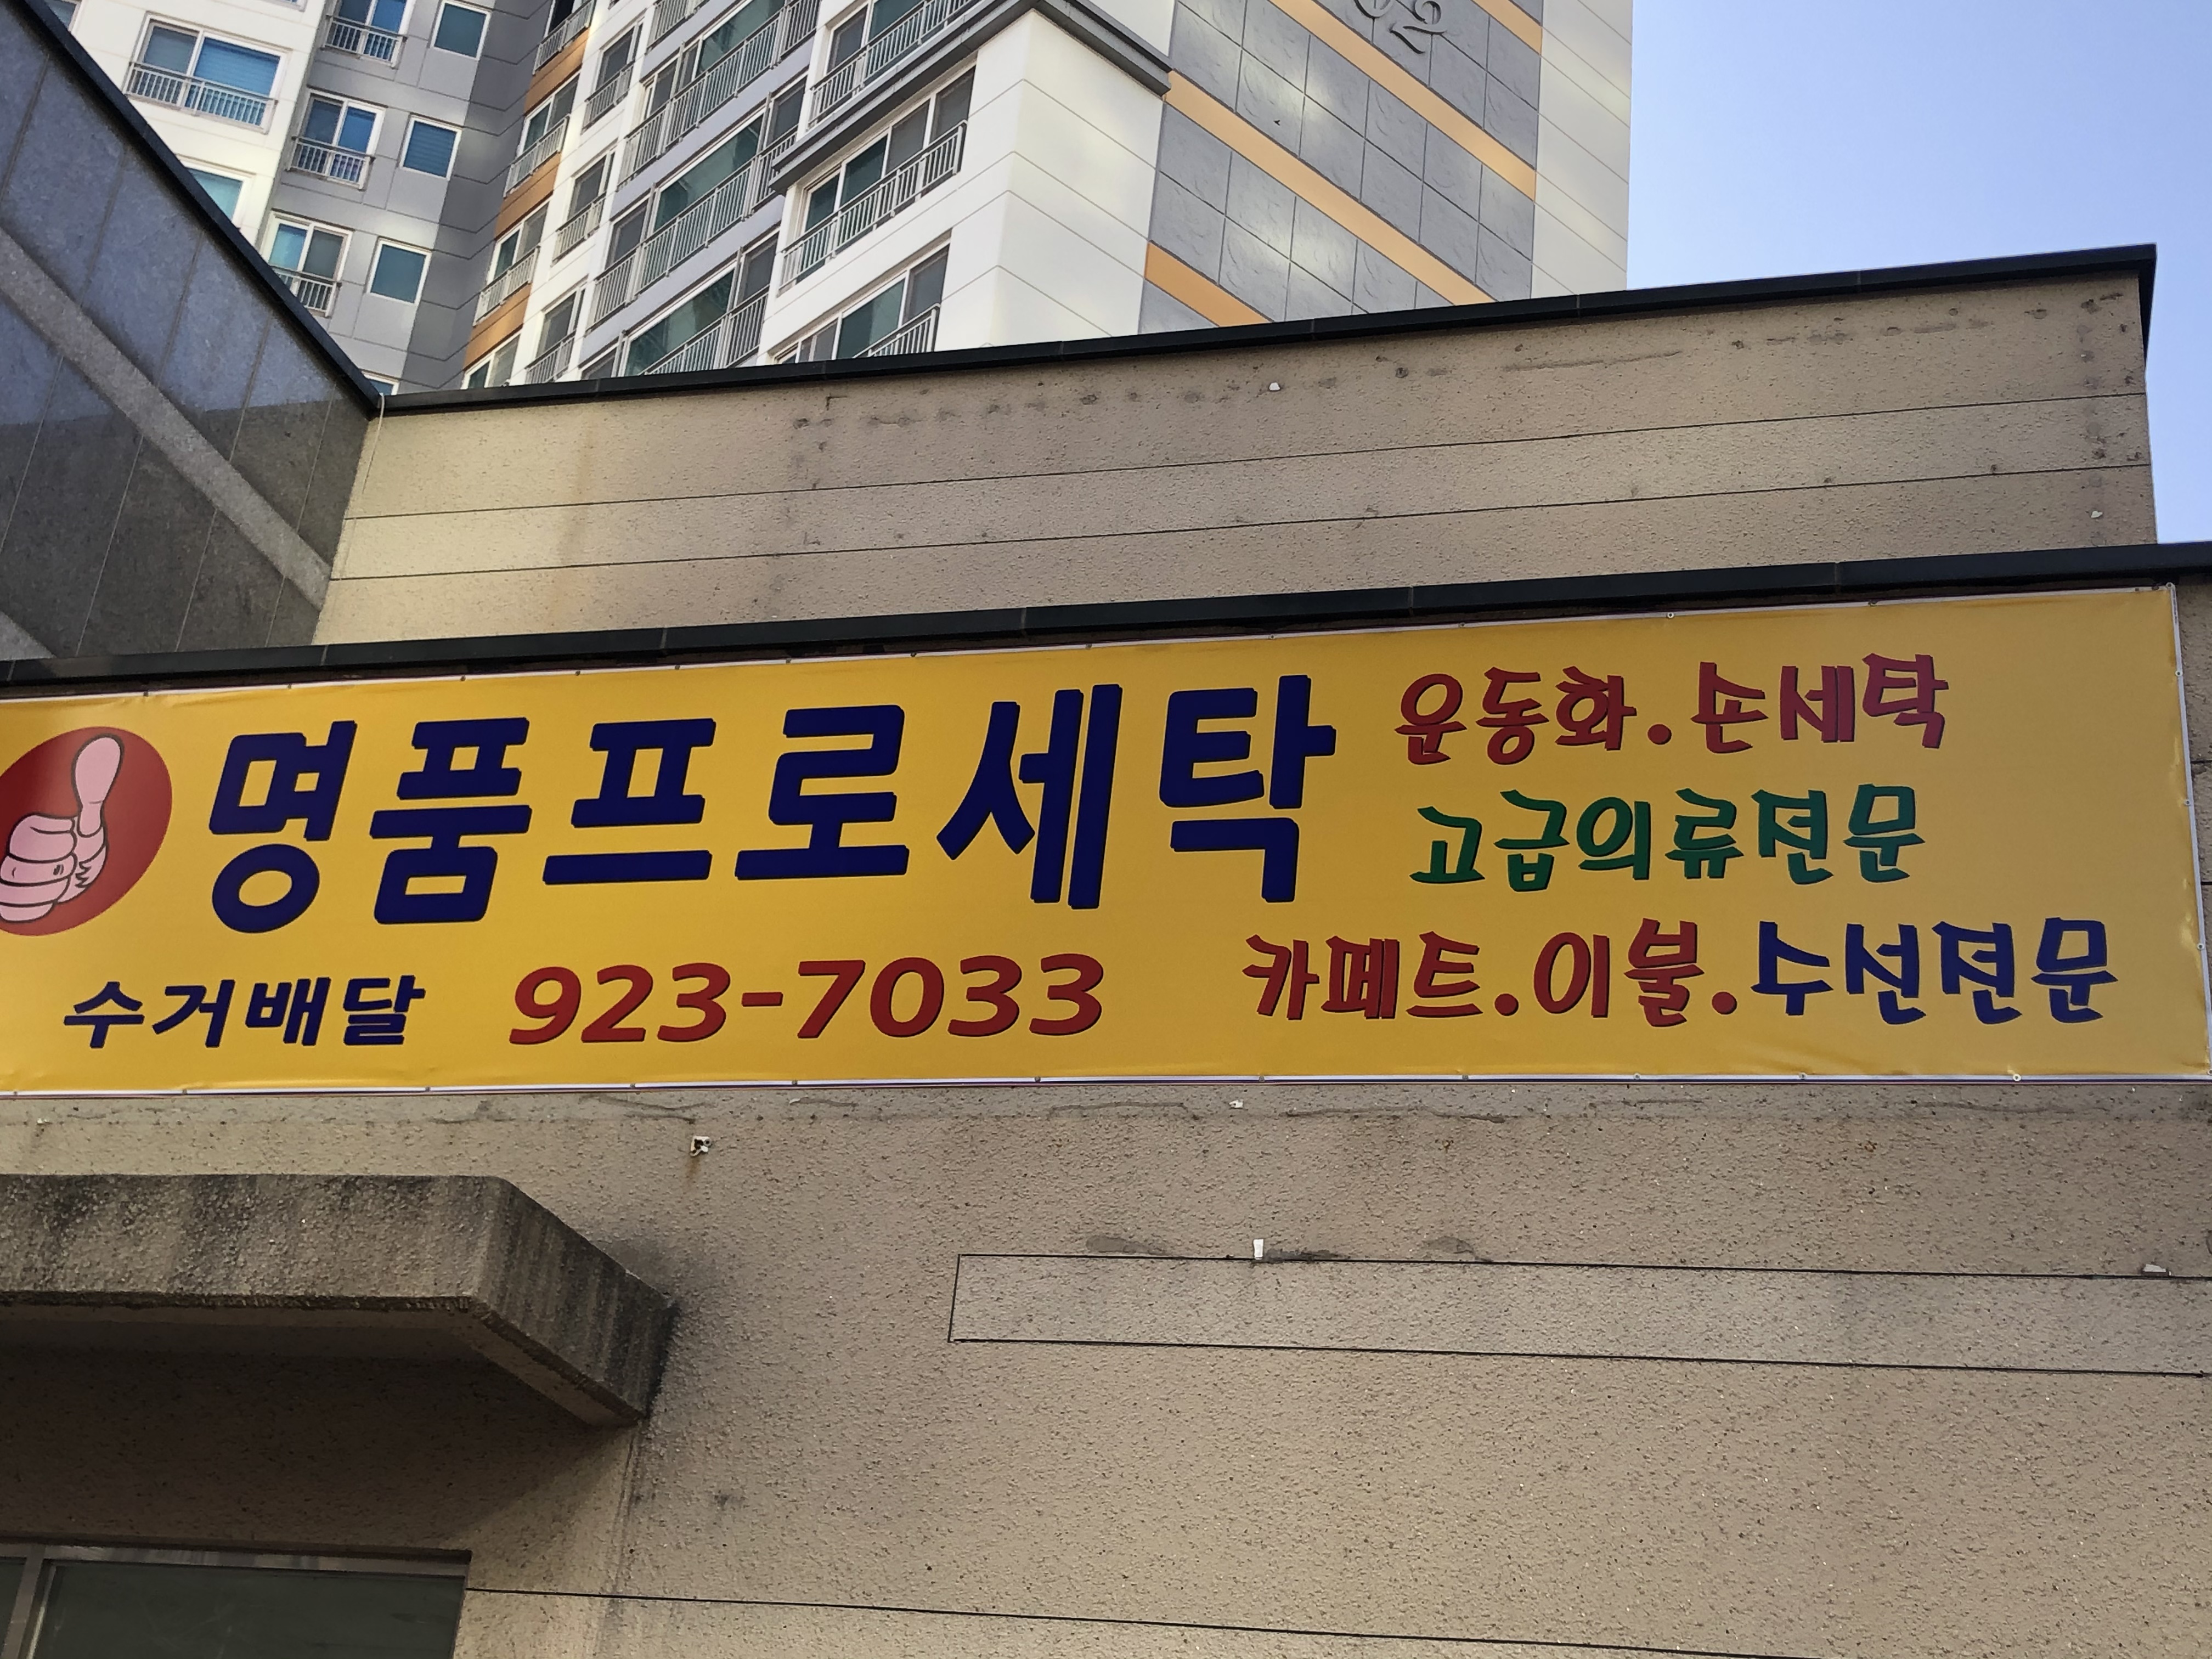 명품프로세탁
수거배달 923-7033
운동화·손세탁
고급의류전문
카페트·이불·수선전문